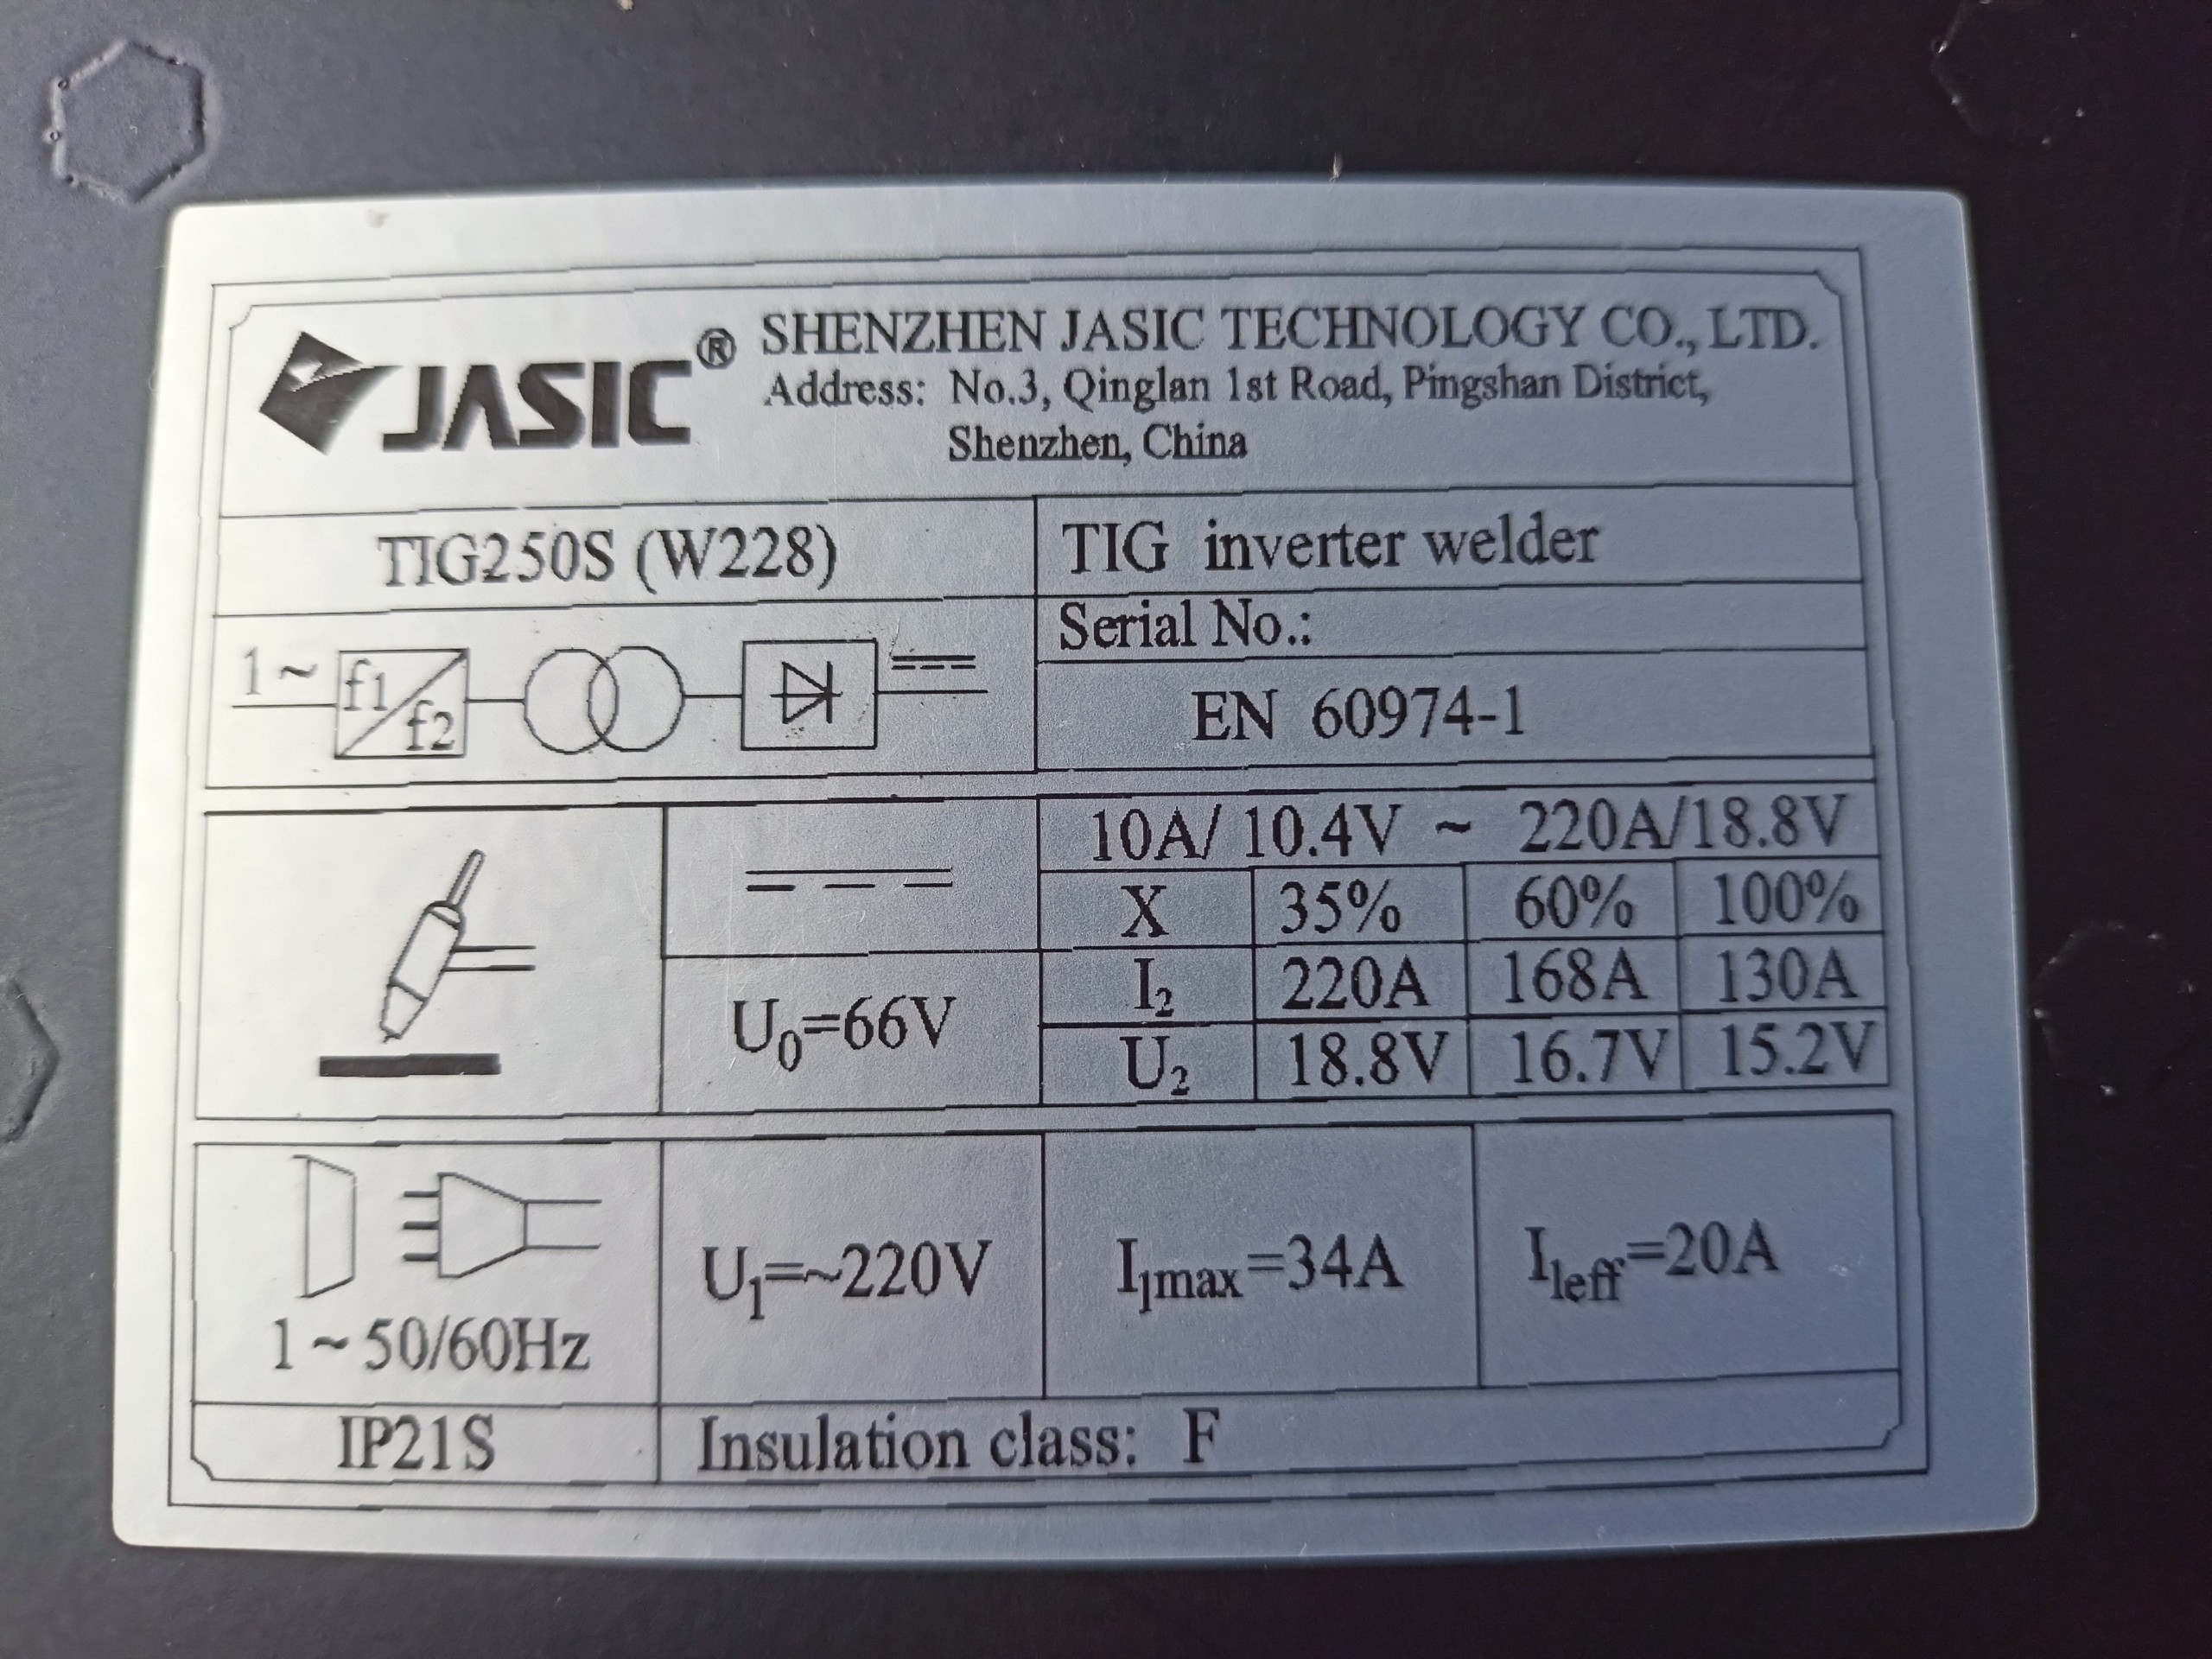 JASIC®
SHENZHEN JASIC TECHNOLOGY CO., LTD.
Address: No.3, Qinglan 1st Road, Pingshan District,
Shenzhen, China
TIG250S (W228)
TIG inverter welder
Serial No.:
1~ f1 f2
EN 60974-1
10A/ 10.4V ~ 220A/18.8V
X 35% 60% 100%
U₀=66V
I₂ 220A 168A 130A
U₂ 18.8V 16.7V 15.2V
1~50/60Hz
U₁=~220V
I₁max=34A
I₁eff=20A
IP21S
Insulation class: F